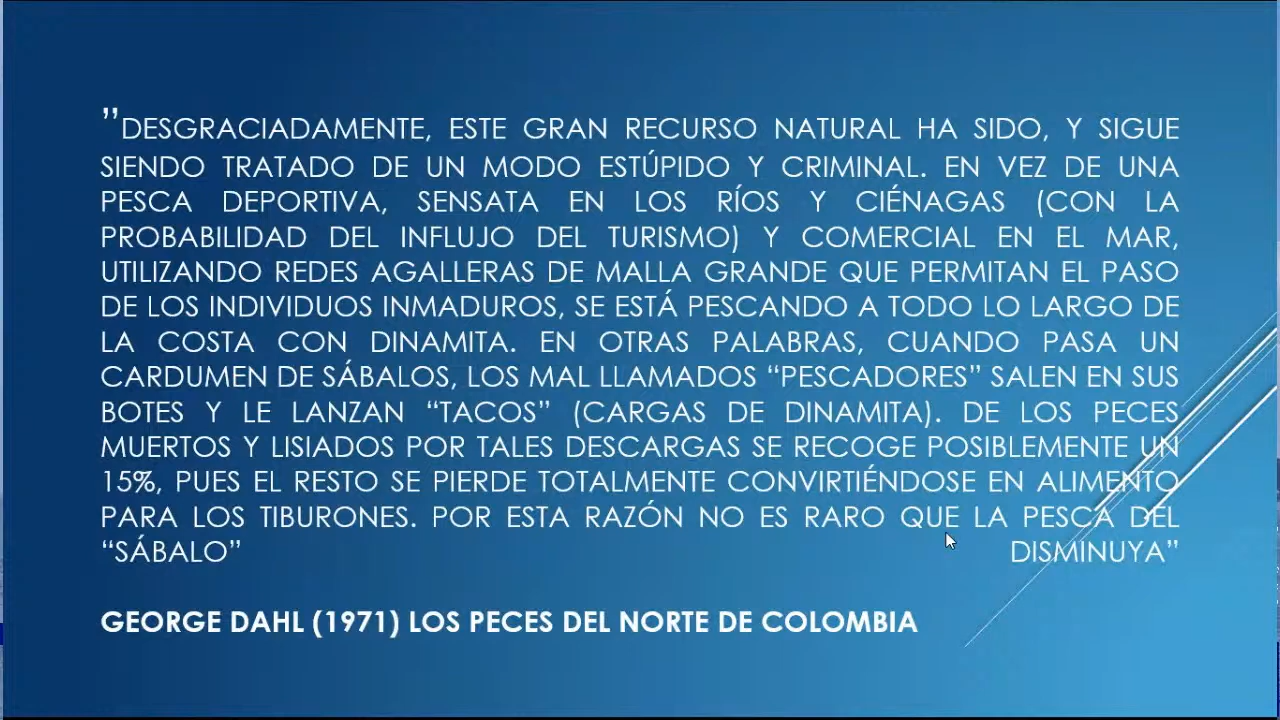 ”DESGRACIADAMENTE, ESTE GRAN RECURSO NATURAL HA SIDO, Y SIGUE
SIENDO TRATADO DE UN MODO ESTÚPIDO Y CRIMINAL. EN VEZ DE UNA
PESCA DEPORTIVA, SENSATA EN LOS RÍOS Y CIÉNAGAS (CON LA
PROBABILIDAD DEL INFLUJO DEL TURISMO) Y COMERCIAL EN EL MAR,
UTILIZANDO REDES AGALLERAS DE MALLA GRANDE QUE PERMITAN EL PASO
DE LOS INDIVIDUOS INMADUROS, SE ESTÁ PESCANDO A TODO LO LARGO DE
LA COSTA CON DINAMITA. EN OTRAS PALABRAS, CUANDO PASA UN
CARDUMEN DE SÁBALOS, LOS MAL LLAMADOS “PESCADORES” SALEN EN SUS
BOTES Y LE LANZAN “TACOS” (CARGAS DE DINAMITA). DE LOS PECES
MUERTOS Y LISIADOS POR TALES DESCARGAS SE RECOGE POSIBLEMENTE UN
15%, PUES EL RESTO SE PIERDE TOTALMENTE CONVIRTIÉNDOSE EN ALIMENTO
PARA LOS TIBURONES. POR ESTA RAZÓN NO ES RARO QUE LA PESCA DEL
“SÁBALO” DISMINUYA”
GEORGE DAHL (1971) LOS PECES DEL NORTE DE COLOMBIA